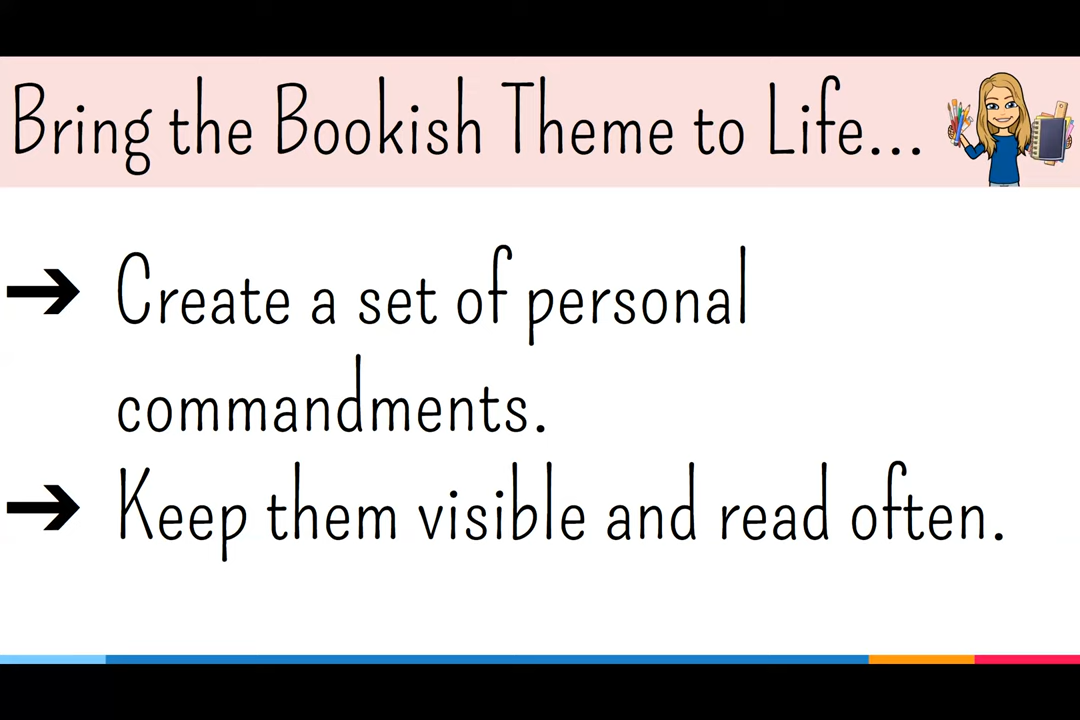 Bring the Bookish Theme to Life...
➔ Create a set of personal
commandments.
➔ Keep them visible and read often.